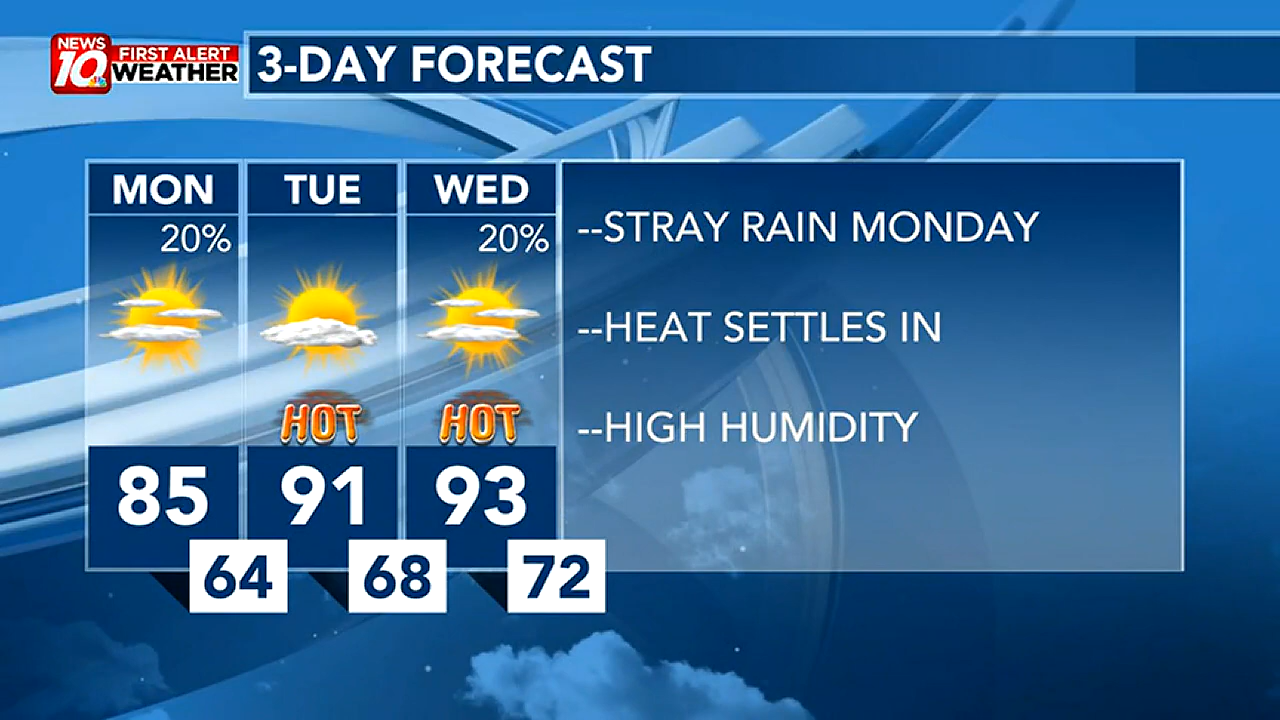 NEWS
10
FIRST ALERT
WEATHER
3-DAY FORECAST
MON
TUE
WED
20%
20%
HOT
HOT
85
91
93
64
68
72
--STRAY RAIN MONDAY
--HEAT SETTLES IN
--HIGH HUMIDITY